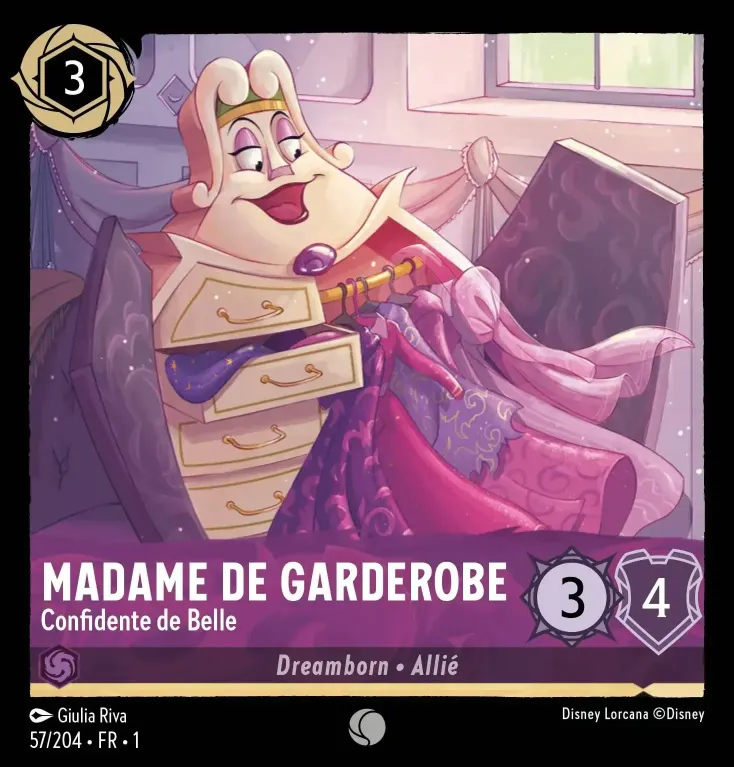 3
MADAME DE GARDEROBE
Confidente de Belle
3
4
Dreamborn • Allié
Giulia Riva
Disney Lorcana ©Disney
57/204 • FR • 1